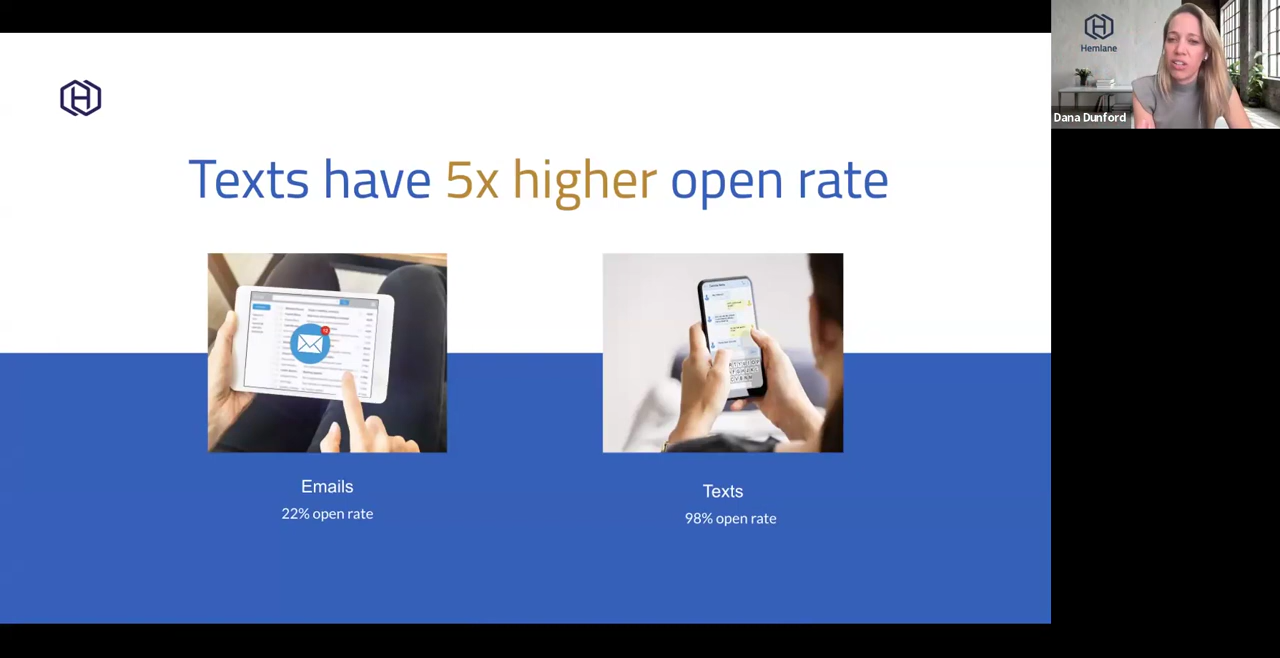 Texts have 5x higher open rate
Emails
22% open rate
Texts
98% open rate
Hemlane
Dana Dunford